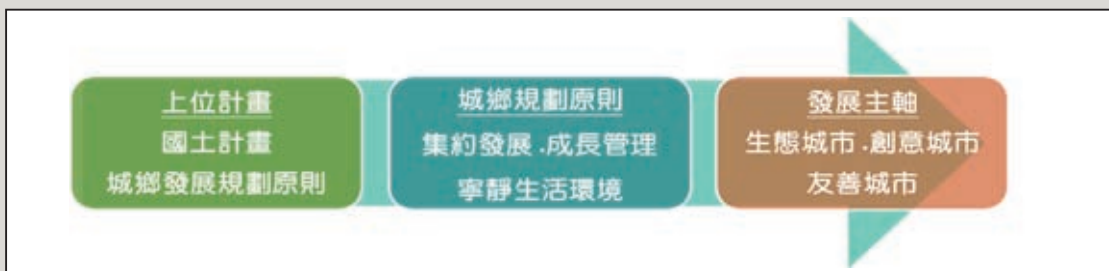 上位計畫
國土計畫
城鄉發展規劃原則
城鄉規劃原則
集約發展.成長管理
寧靜生活環境
發展主軸
生態城市.創意城市
友善城市